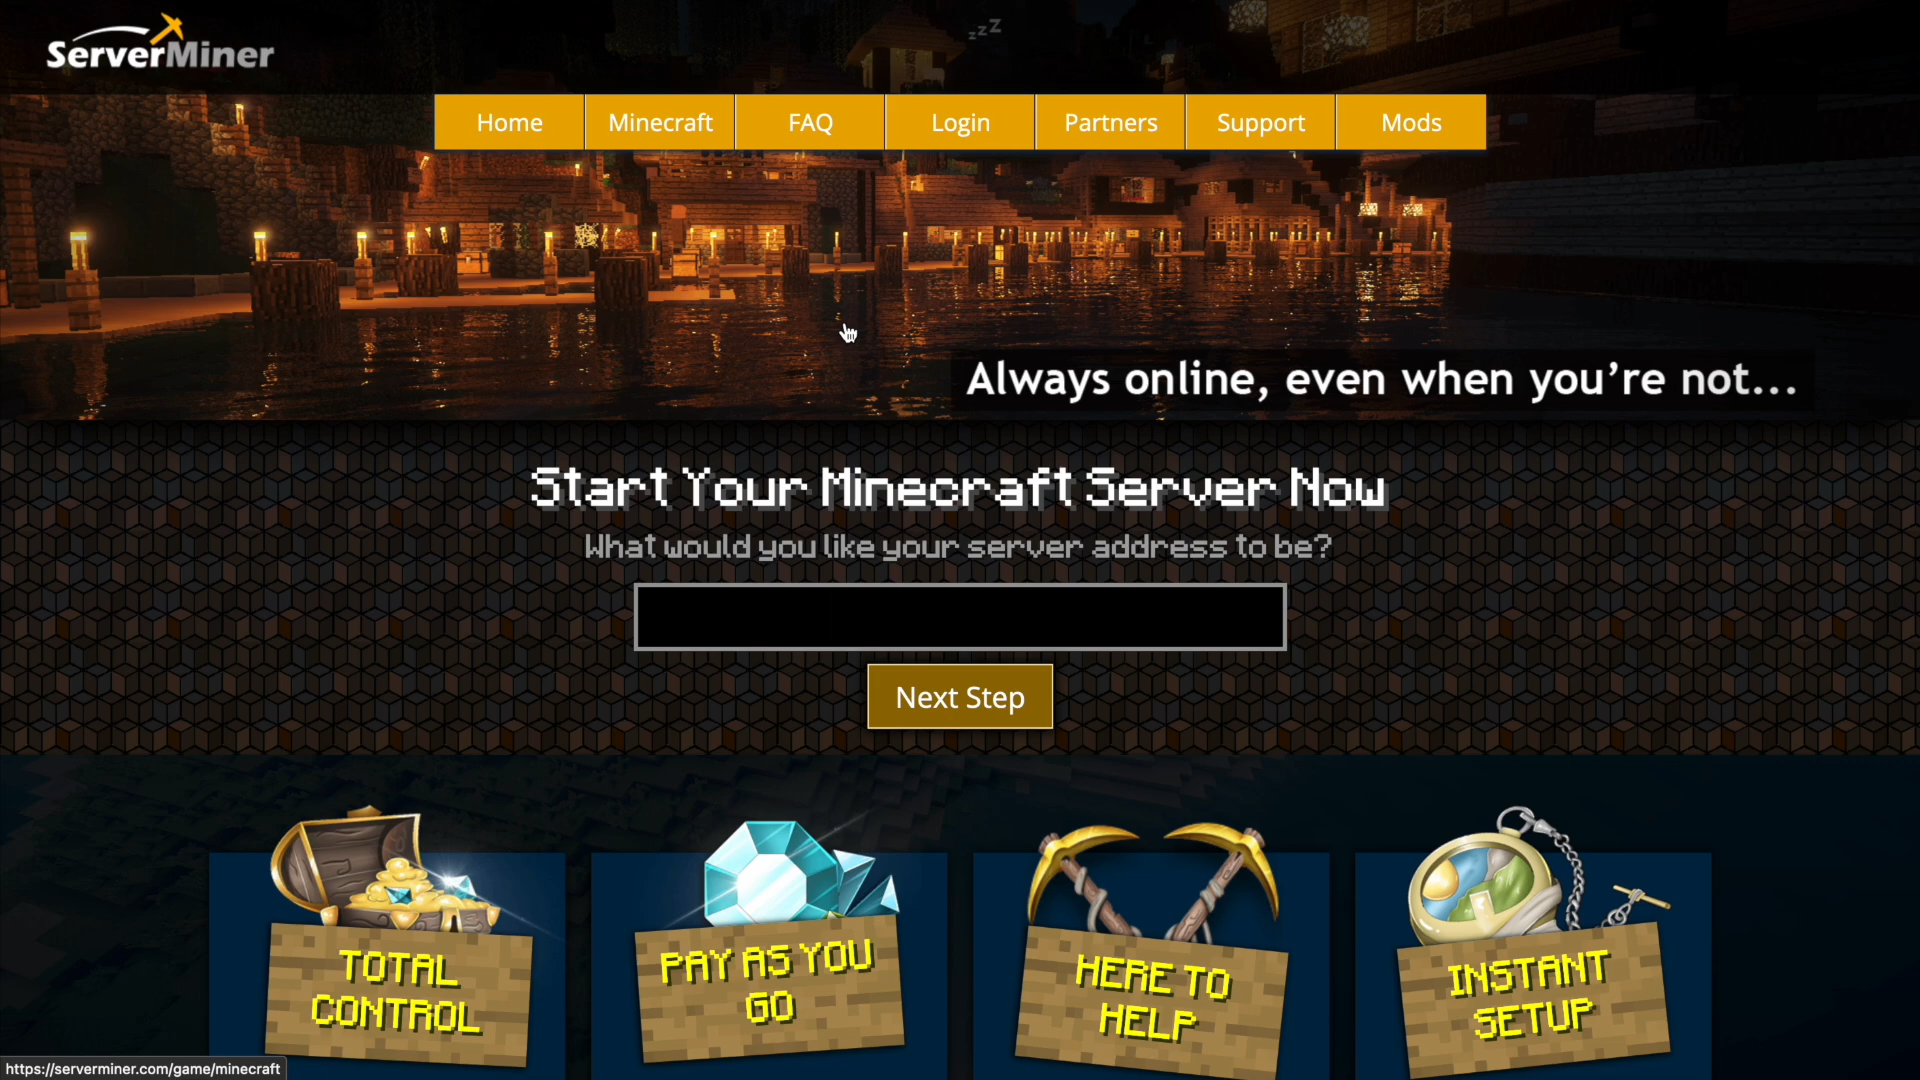 ServerMiner
zzZ
Home
Minecraft
FAQ
Login
Partners
Support
Mods
Always online, even when you're not...
Start Your Minecraft Server Now
What would you like your server address to be?
Next Step
TOTAL
CONTROL
PAY AS YOU
GO
HERE TO
HELP
INSTANT
SETUP
https://serverminer.com/game/minecraft